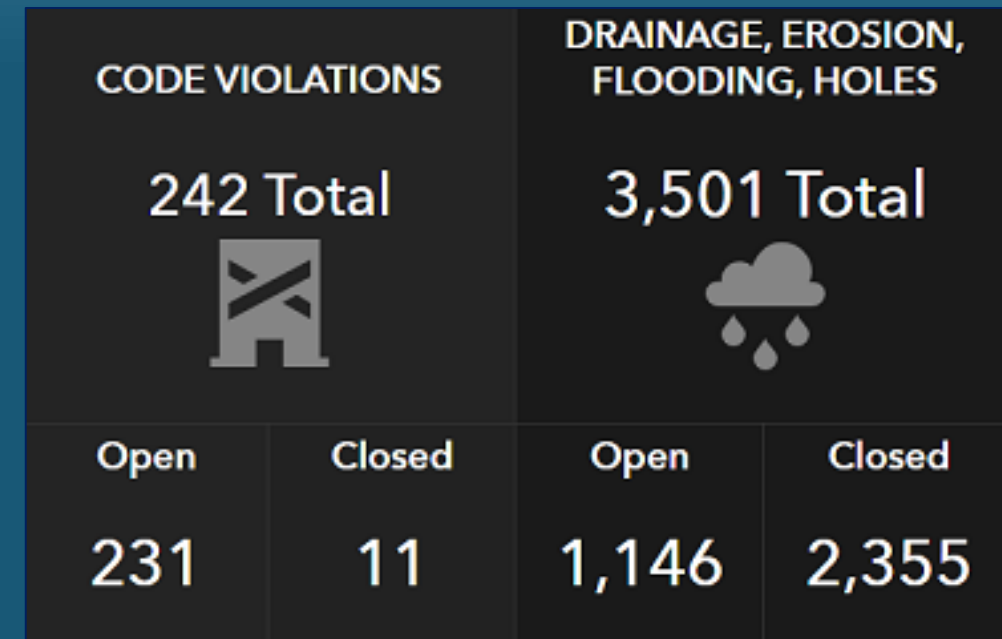 CODE VIOLATIONS
242 Total
Open
Closed
231
11
DRAINAGE, EROSION,
FLOODING, HOLES
3,501 Total
Open
Closed
1,146
2,355